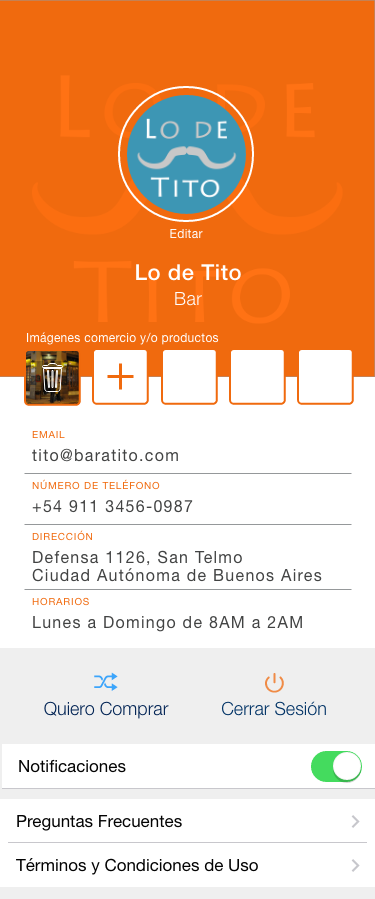 Lo de
Tito
Editar
Lo de Tito
Bar
Imágenes comercio y/o productos
EMAIL
tito@baratito.com
NÚMERO DE TELÉFONO
+54 911 3456-0987
DIRECCIÓN
Defensa 1126, San Telmo
Ciudad Autónoma de Buenos Aires
HORARIOS
Lunes a Domingo de 8AM a 2AM
Quiero Comprar
Cerrar Sesión
Notificaciones
Preguntas Frecuentes
Términos y Condiciones de Uso